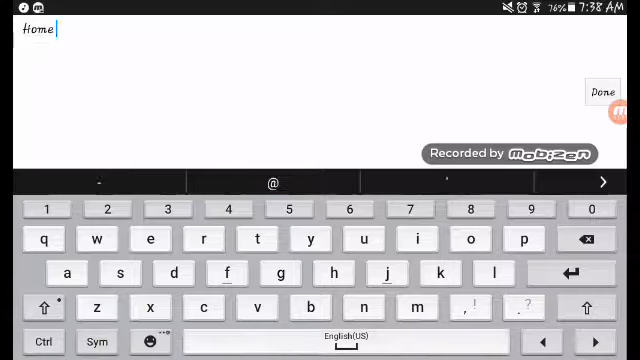 76% 7:38 AM
Home
Done
Recorded by mobizen
- @ '
1 2 3 4 5 6 7 8 9 0
q w e r t y u i o p
a s d f g h j k l
z x c v b n m , ! . ?
Ctrl Sym English(US)